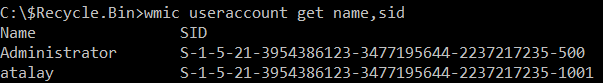 C:\$Recycle.Bin>wmic useraccount get name,sid
Name SID
Administrator S-1-5-21-3954386123-3477195644-2237217235-500
atalay S-1-5-21-3954386123-3477195644-2237217235-1001